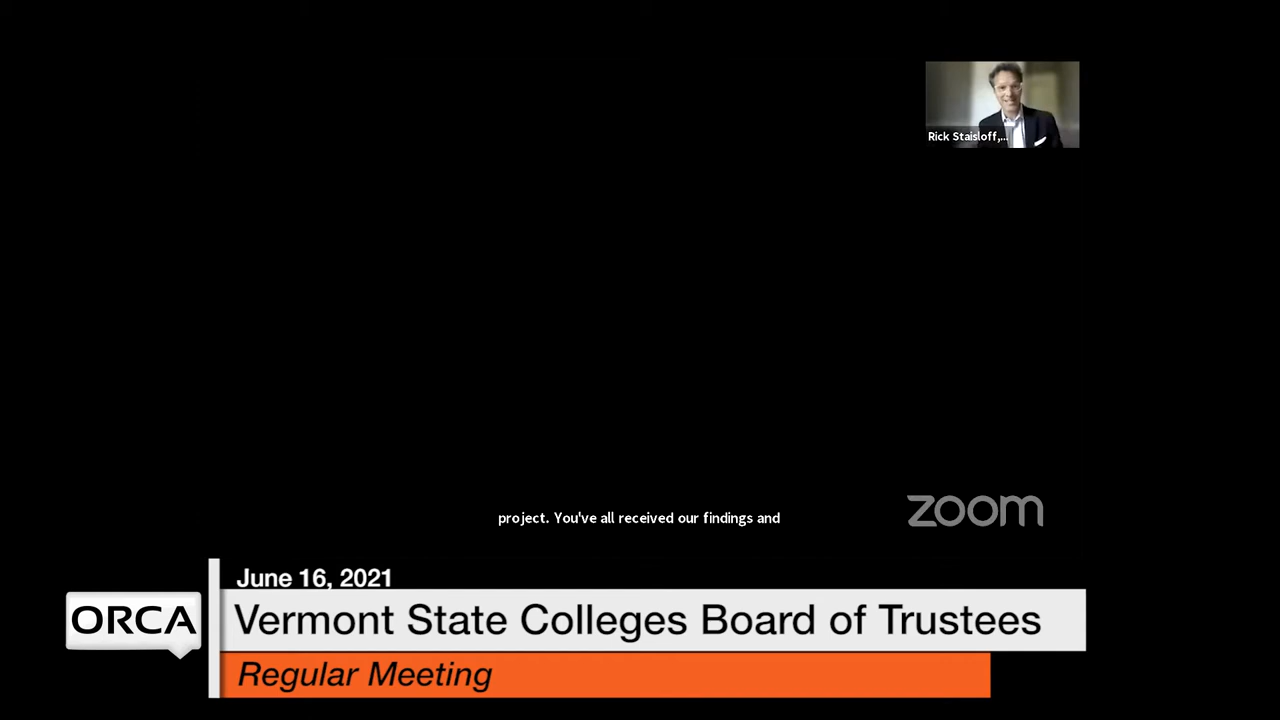 Rick Staisloff,...
project. You've all received our findings and
zoom
June 16, 2021
ORCA
Vermont State Colleges Board of Trustees
Regular Meeting